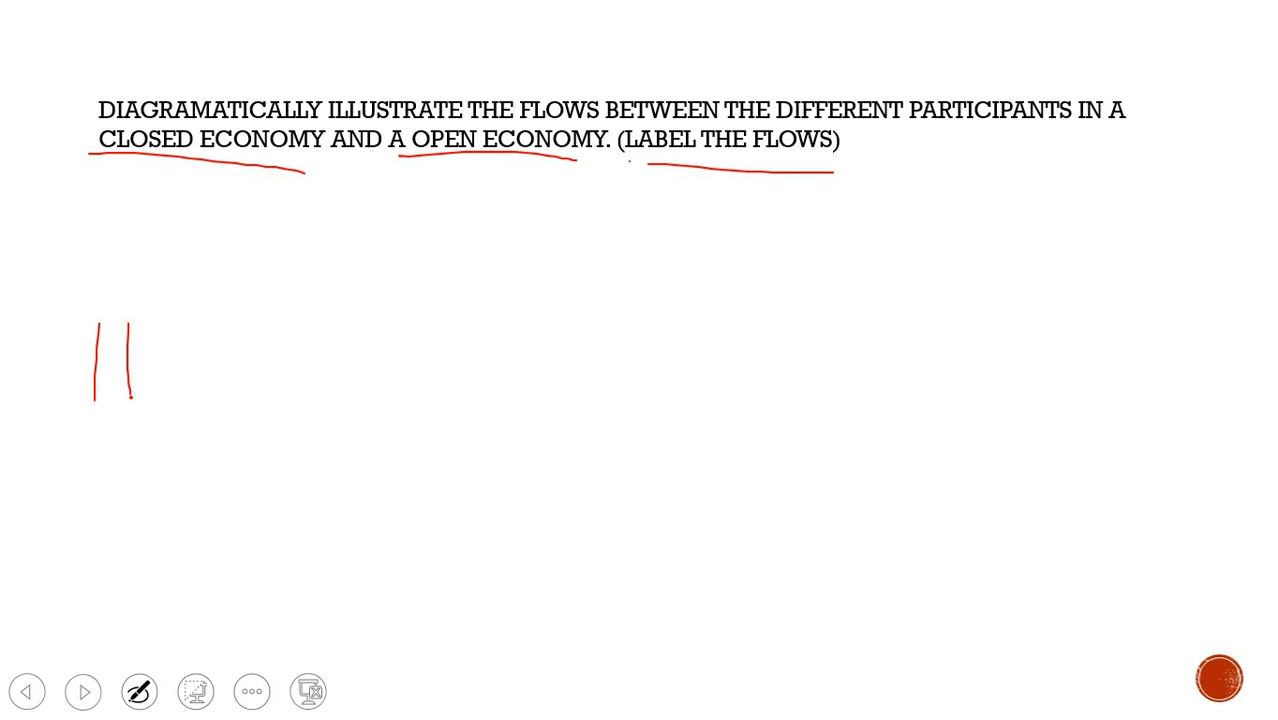 DIAGRAMATICALLY ILLUSTRATE THE FLOWS BETWEEN THE DIFFERENT PARTICIPANTS IN A
CLOSED ECONOMY AND A OPEN ECONOMY. (LABEL THE FLOWS)